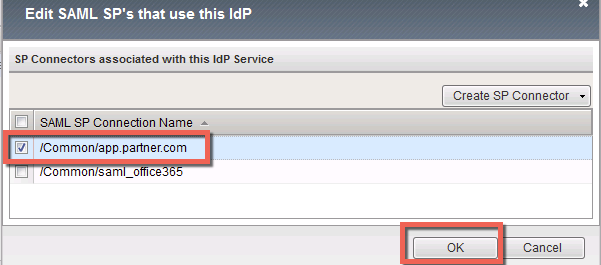 Edit SAML SP's that use this IdP
SP Connectors associated with this IdP Service
Create SP Connector
SAML SP Connection Name
/Common/app.partner.com
/Common/saml_office365
OK Cancel